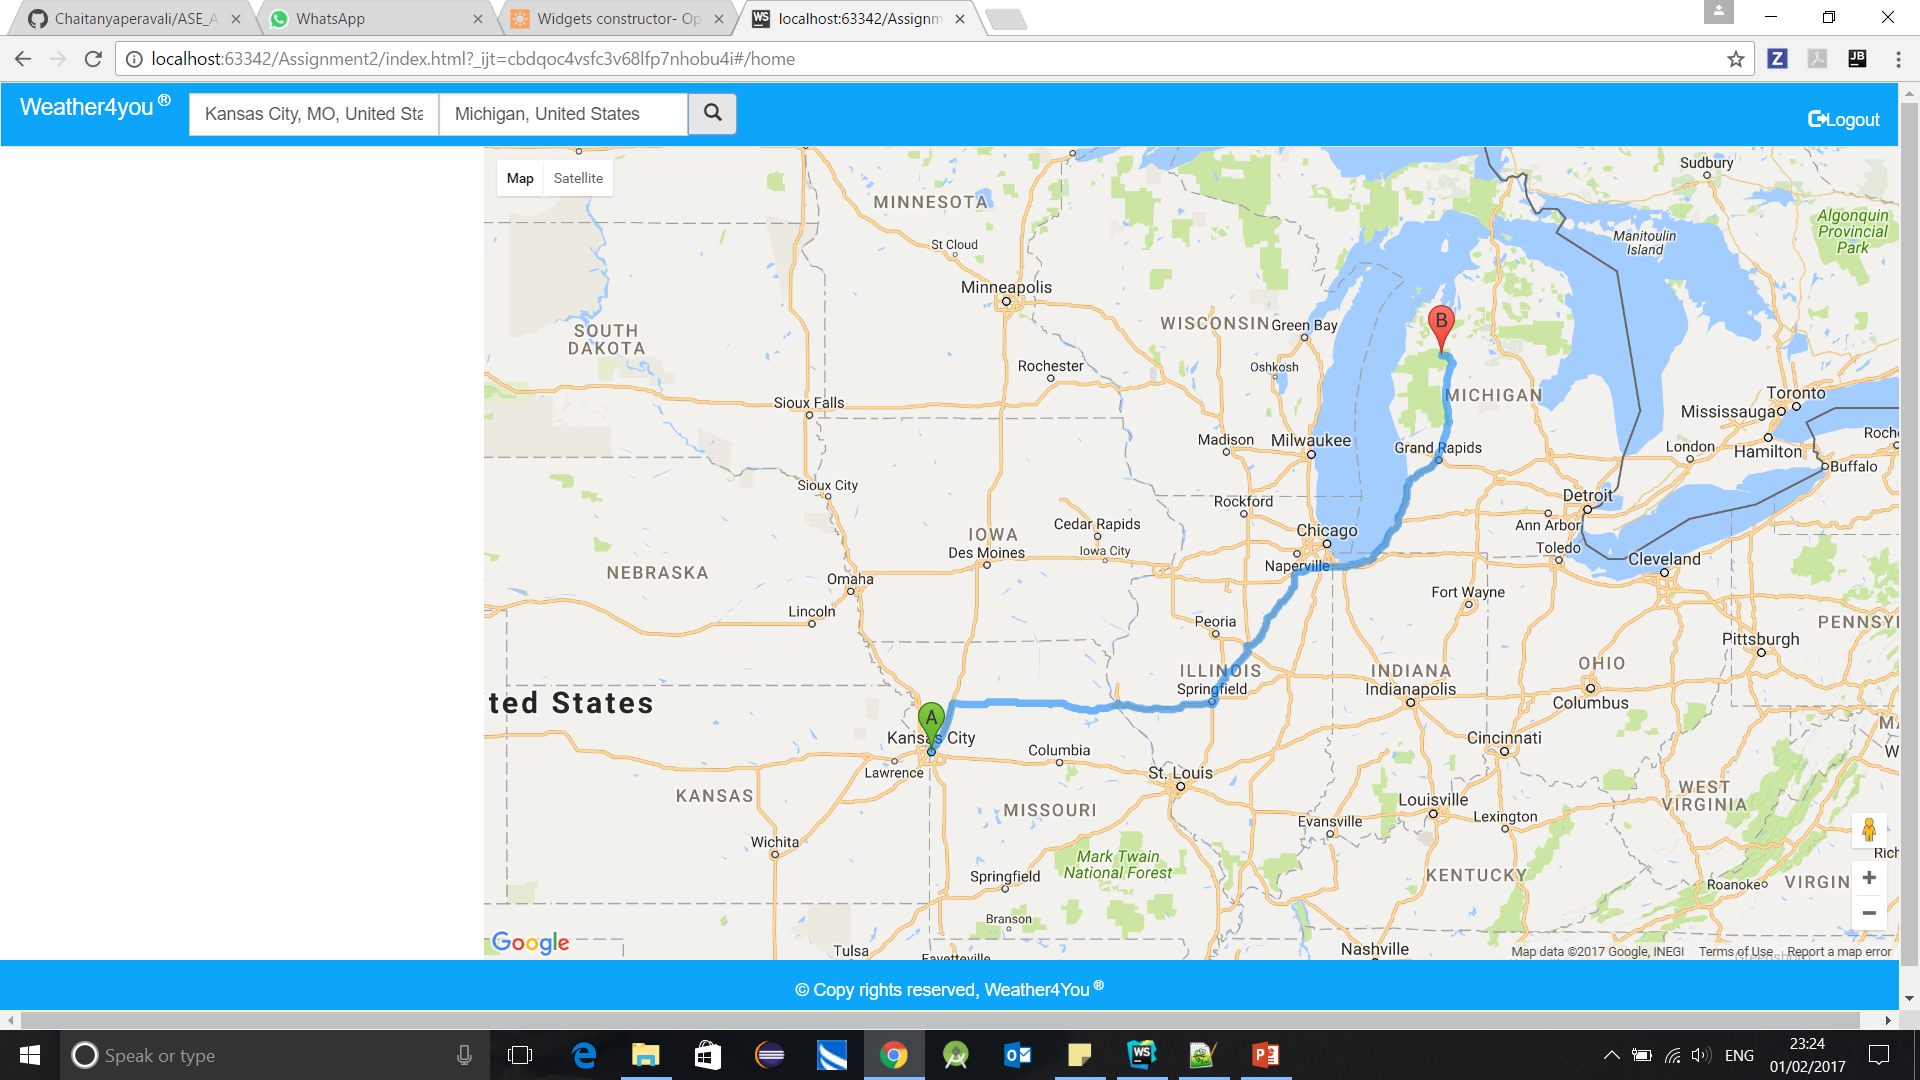 Chaitanyaperavali/ASE_A
WhatsApp
Widgets constructor- Op
localhost:63342/Assignm
localhost:63342/Assignment2/index.html?_ijt=cbdqoc4vsfc3v68lfp7nhobu4i#/home
Weather4you ®
Kansas City, MO, United Sta
Michigan, United States
Logout
Map
Satellite
Sudbury
MINNESOTA
Algonquin
Provincial
Park
St Cloud
Manitoulin
Island
Minneapolis
B
SOUTH
DAKOTA
WISCONSIN
Green Bay
Rochester
Oshkosh
MICHIGAN
Toronto
Sioux Falls
Mississauga
Madison
Milwaukee
Grand Rapids
London
Hamilton
Roch
Buffalo
Sioux City
Rockford
Detroit
Cedar Rapids
Ann Arbor
IOWA
Chicago
Des Moines
Iowa City
Toledo
Cleveland
NEBRASKA
Naperville
Omaha
Fort Wayne
Lincoln
Peoria
PENNSYL
Pittsburgh
ILLINOIS
INDIANA
OHIO
Springfield
Indianapolis
ted States
Columbus
A
Kansas City
Cincinnati
MA
W
Columbia
Lawrence
St. Louis
KANSAS
MISSOURI
WEST
VIRGINIA
Louisville
Lexington
Evansville
Wichita
Mark Twain
National Forest
Rich
Springfield
KENTUCKY
Roanoke
VIRGIN
Branson
Google
Tulsa
Nashville
Fayetteville
Map data ©2017 Google, INEGI
Terms of Use
Report a map error
© Copy rights reserved, Weather4You ®
Speak or type
ENG
23:24
01/02/2017